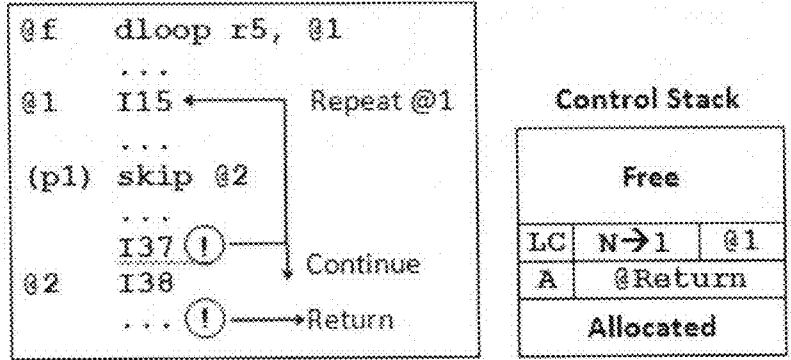 @f dloop r5, @1
...
@1 I15 Repeat @1
...
(p1) skip @2
...
I37 !
Continue
@2 I38
... ! Return
Control Stack
Free
LC N→1 @1
A @Return
Allocated